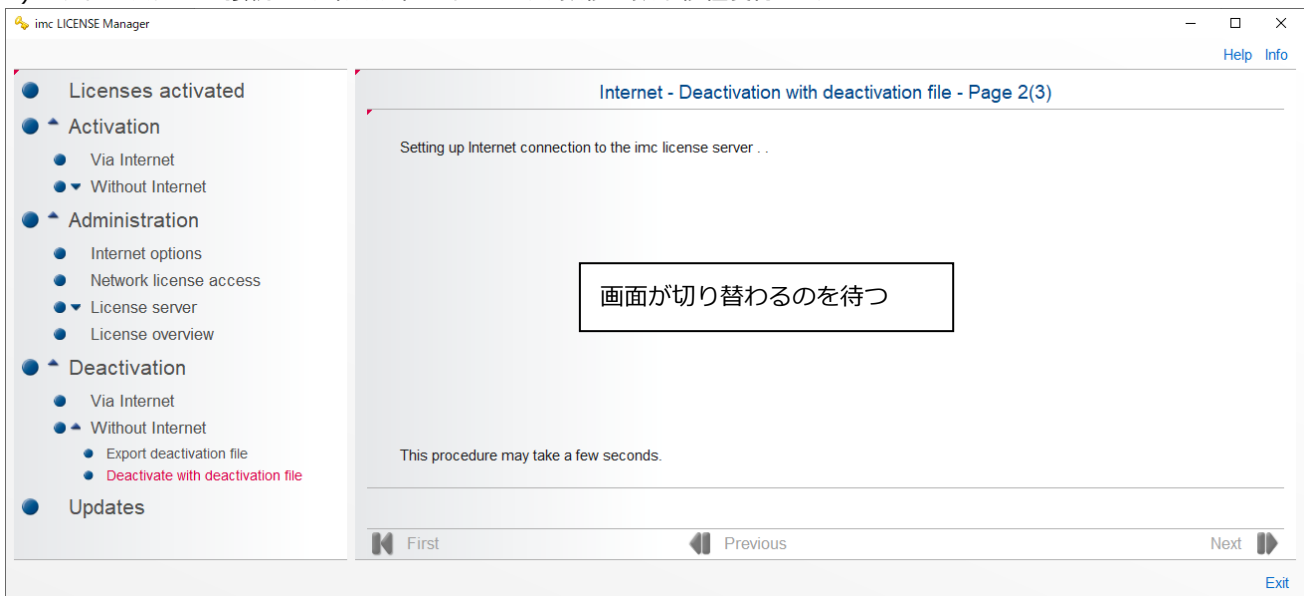 imc LICENSE Manager
Help Info
Licenses activated
Activation
Via Internet
Without Internet
Administration
Internet options
Network license access
License server
License overview
Deactivation
Via Internet
Without Internet
Export deactivation file
Deactivate with deactivation file
Updates
Internet - Deactivation with deactivation file - Page 2(3)
Setting up Internet connection to the imc license server . .
画面が切り替わるのを待つ
This procedure may take a few seconds.
First Previous Next
Exit